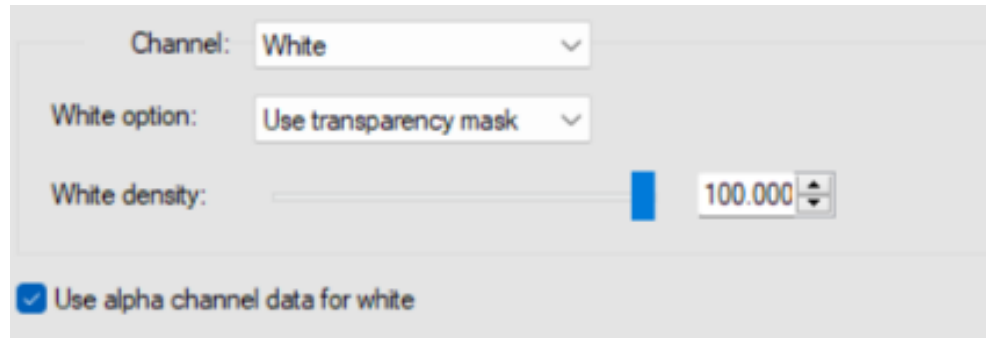 Channel: White
White option: Use transparency mask
White density: 100.000
Use alpha channel data for white